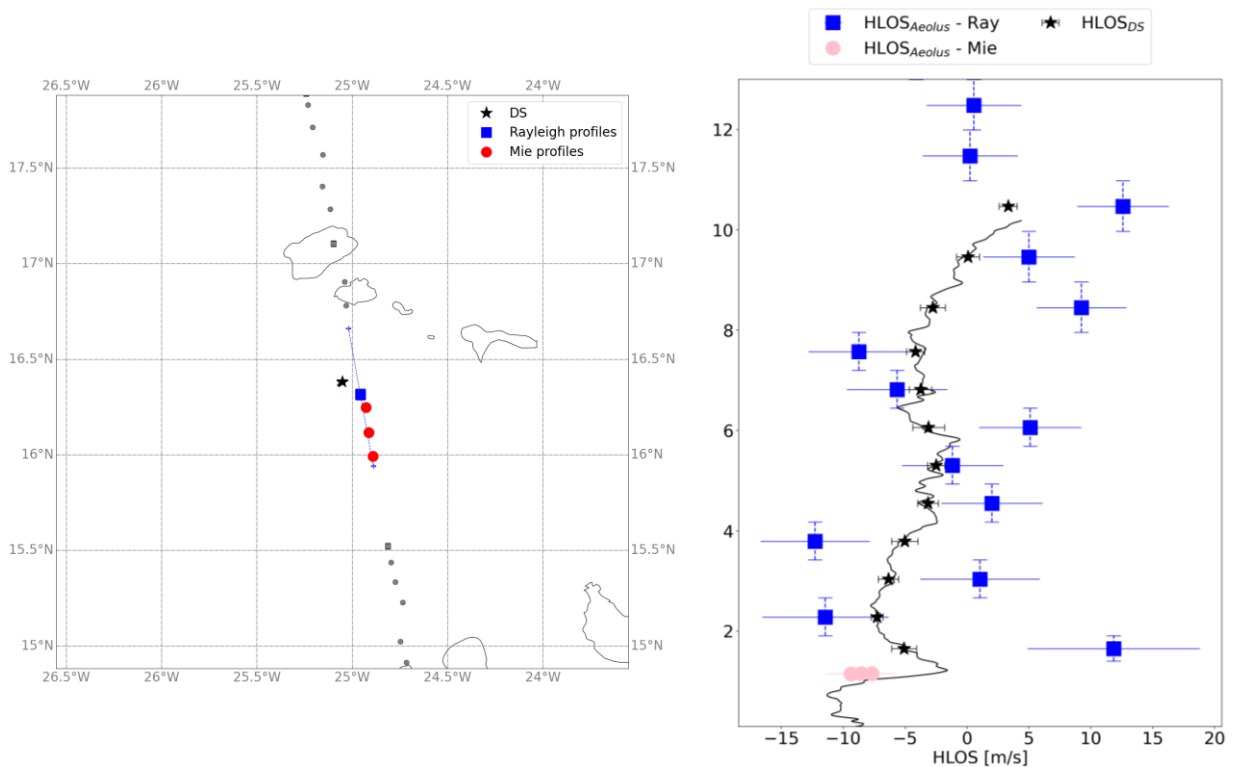 HLOS_Aeolus - Ray
HLOS_DS
HLOS_Aeolus - Mie
26.5°W 26°W 25.5°W 25°W 24.5°W 24°W
DS
Rayleigh profiles
Mie profiles
17.5°N 17.5°N
17°N 17°N
16.5°N 16.5°N
16°N 16°N
15.5°N 15.5°N
15°N 15°N
26.5°W 26°W 25.5°W 25°W 24.5°W 24°W
12
10
8
6
4
2
−15 −10 −5 0 5 10 15 20
HLOS [m/s]